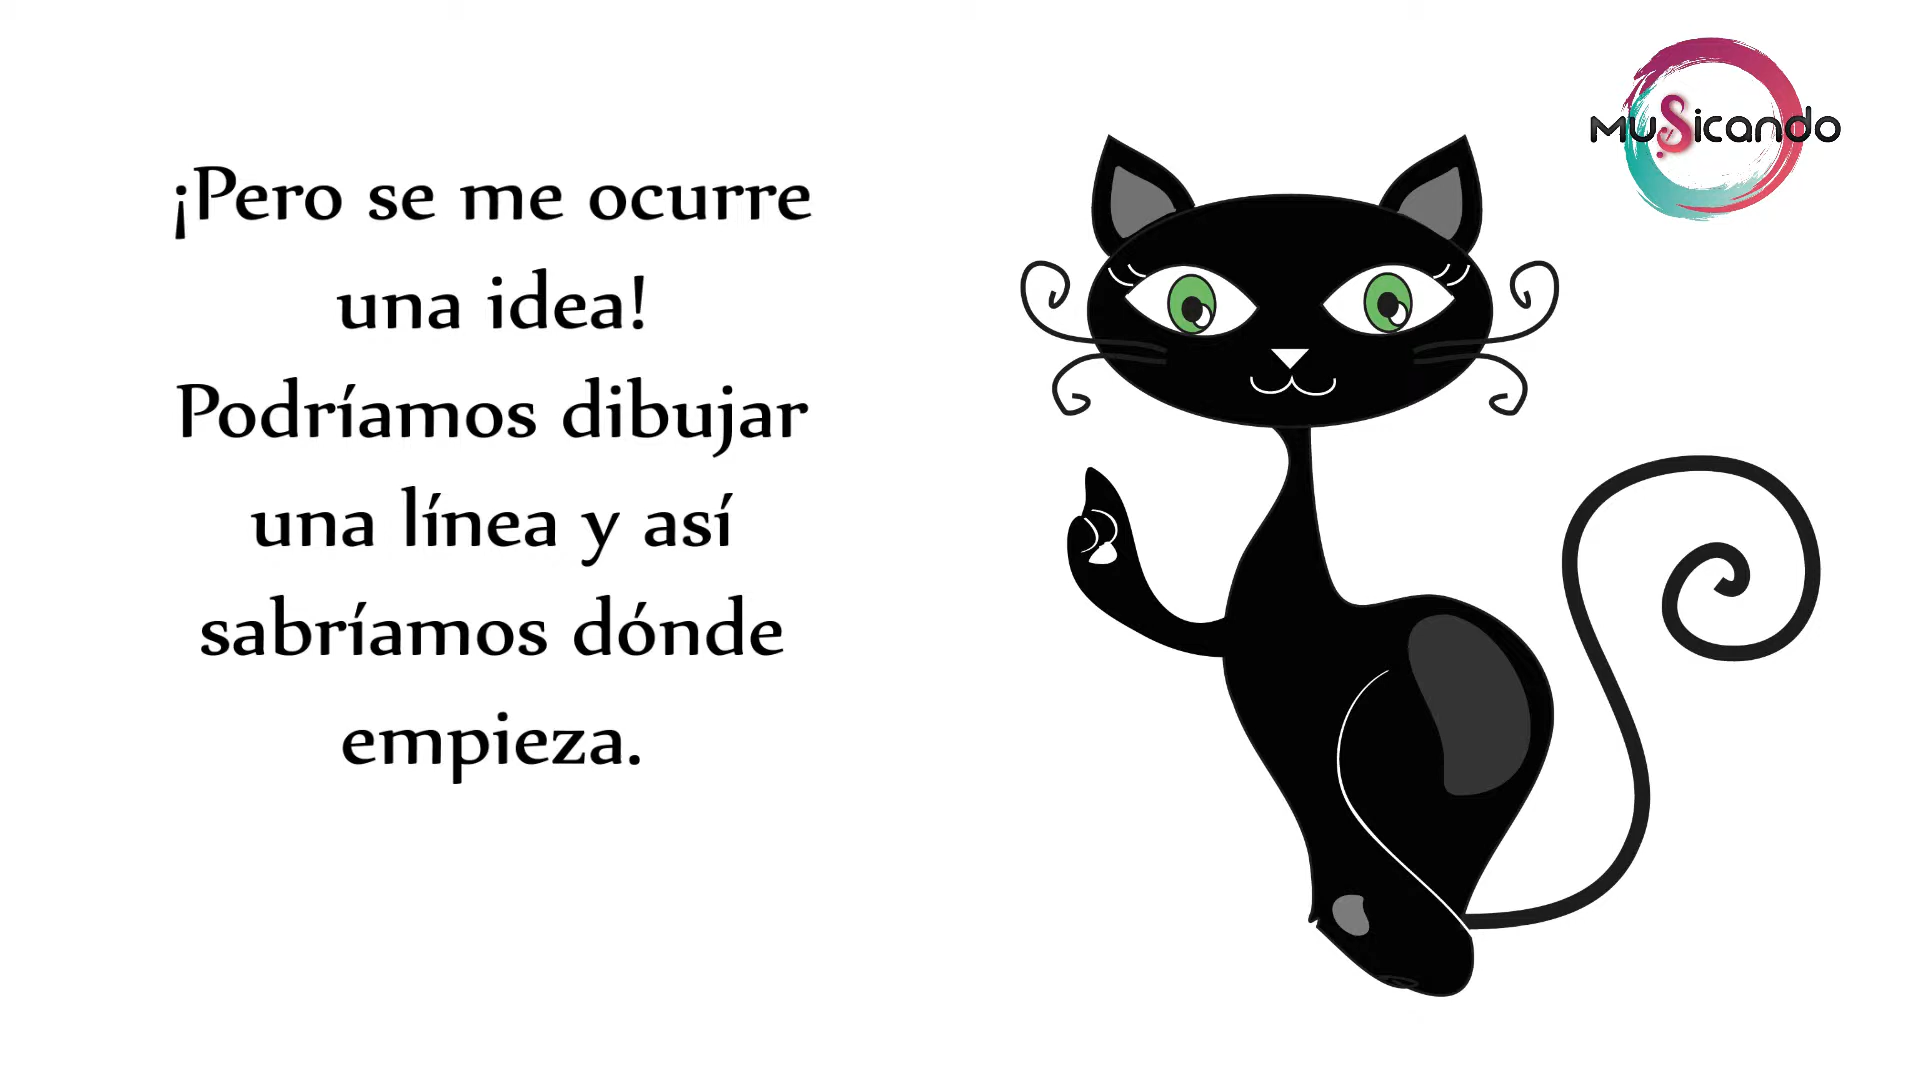 ¡Pero se me ocurre
una idea!
Podríamos dibujar
una línea y así
sabríamos dónde
empieza.
Musicando